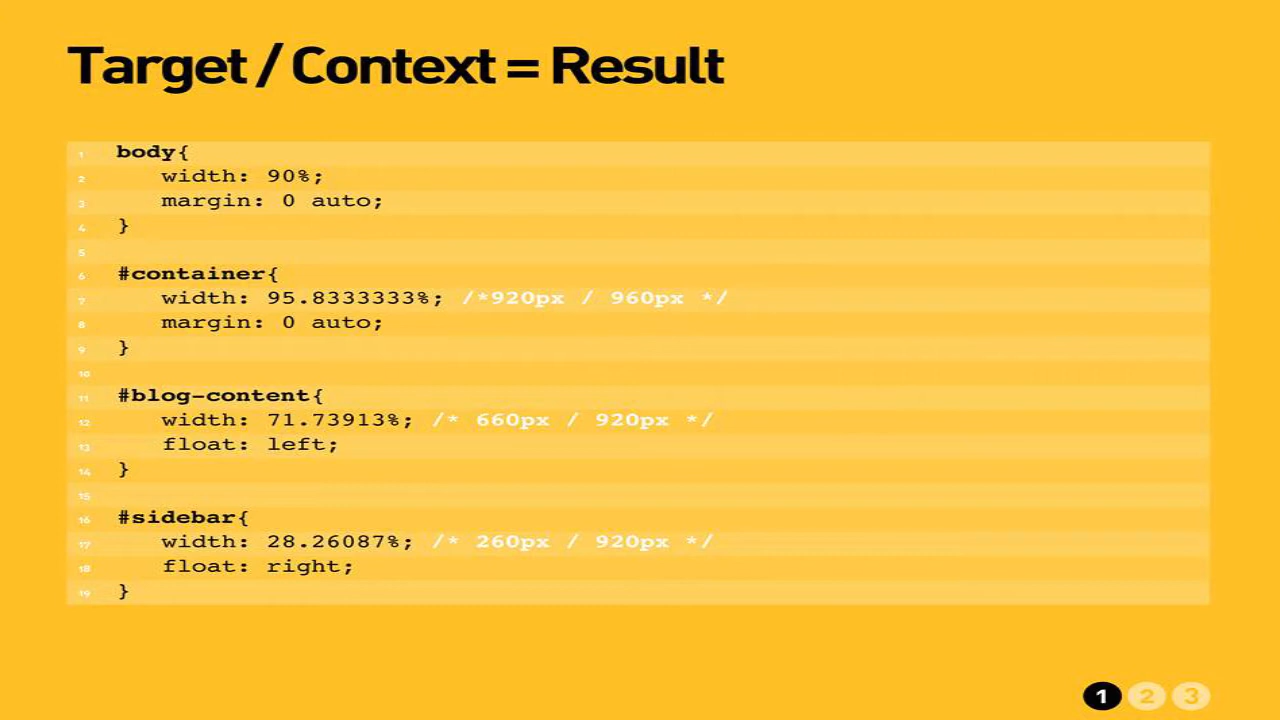 Target / Context = Result
1 body{
2 width: 90%;
3 margin: 0 auto;
4 }
5
6 #container{
7 width: 95.8333333%; /*920px / 960px */
8 margin: 0 auto;
9 }
10
11 #blog-content{
12 width: 71.73913%; /* 660px / 920px */
13 float: left;
14 }
15
16 #sidebar{
17 width: 28.26087%; /* 260px / 920px */
18 float: right;
19 }
1 2 3